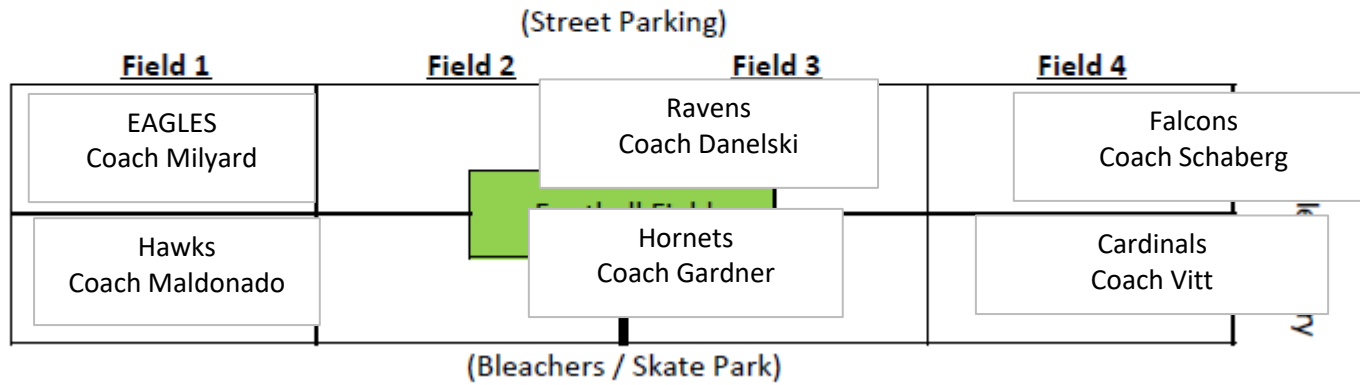 (Street Parking)
Field 1 Field 2 Field 3 Field 4
EAGLES
Coach Milyard
Ravens
Coach Danelski
Falcons
Coach Schaberg
Hawks
Coach Maldonado
Hornets
Coach Gardner
Cardinals
Coach Vitt
(Bleachers / Skate Park)